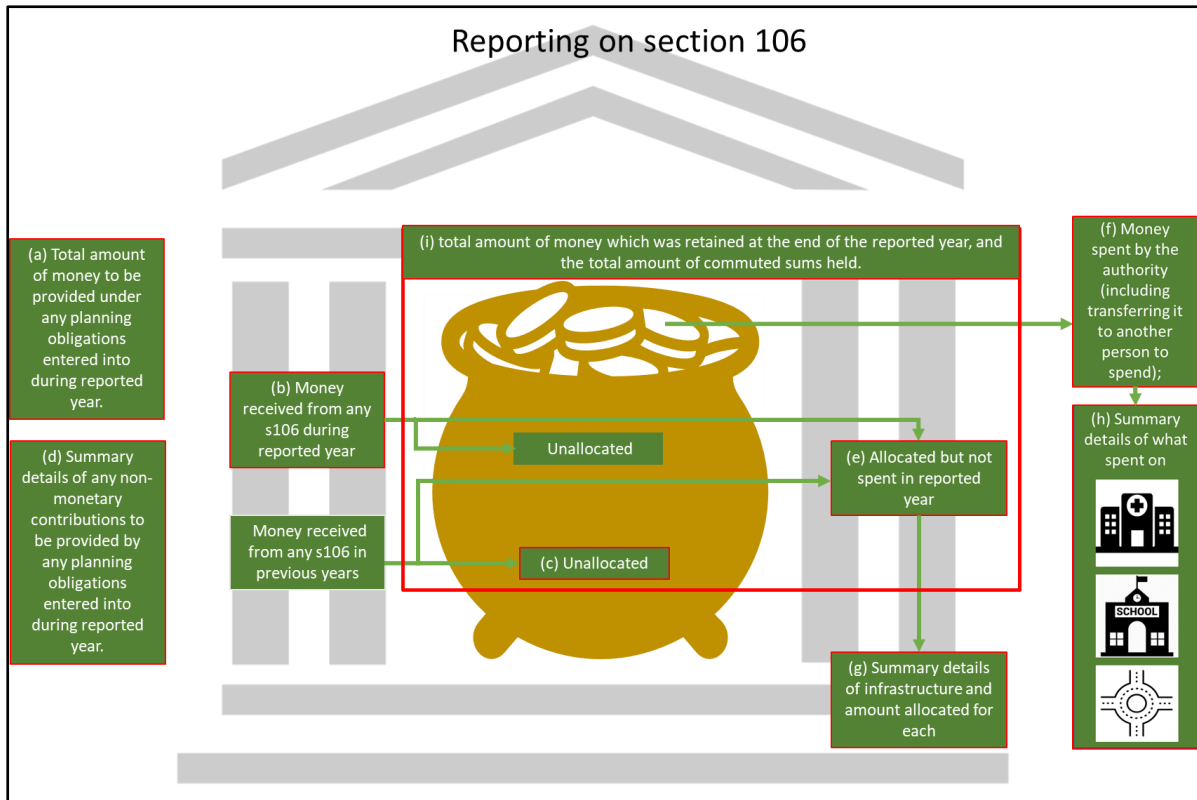 Reporting on section 106
(a) Total amount
of money to be
provided under
any planning
obligations
entered into
during reported
year.
(d) Summary
details of any non-
monetary
contributions to
be provided by
any planning
obligations
entered into
during reported
year.
(b) Money
received from any
s106 during
reported year
Money received
from any s106 in
previous years
(i) total amount of money which was retained at the end of the reported year, and
the total amount of commuted sums held.
Unallocated
(c) Unallocated
(e) Allocated but not
spent in reported
year
(g) Summary details
of infrastructure and
amount allocated for
each
(f) Money
spent by the
authority
(including
transferring it
to another
person to
spend);
(h) Summary
details of what
spent on
SCHOOL